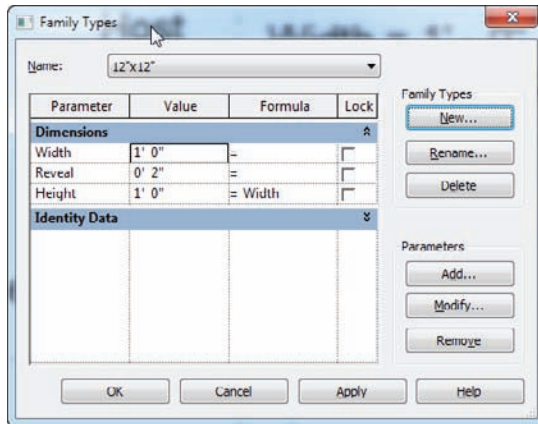 Family Types
Name: 12"x12"
Parameter Value Formula Lock
Dimensions
Width 1' 0" =
Reveal 0' 2" =
Height 1' 0" = Width
Identity Data
Family Types
New...
Rename...
Delete
Parameters
Add...
Modify...
Remove
OK Cancel Apply Help